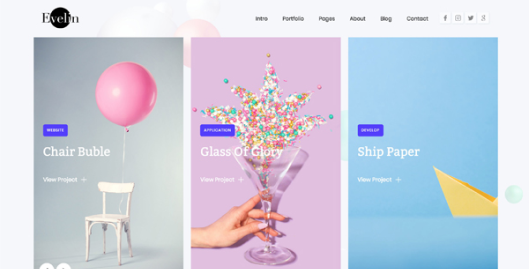 Evelin
Intro Portfolio Pages About Blog Contact
WEBSITE
Chair Buble
View Project
APPLICATION
Glass Of Glory
View Project
DEVELOP
Ship Paper
View Project